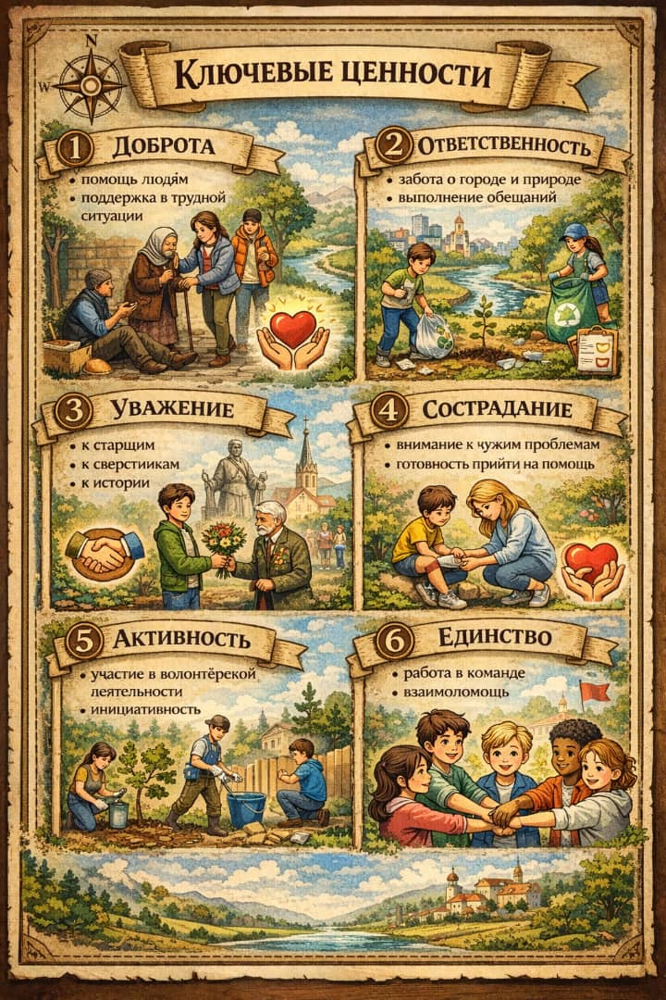 N
W
КЛЮЧЕВЫЕ ЦЕННОСТИ
1 ДОБРОТА
• помощь людям
• поддержка в трудной
ситуации
2 ОТВЕТСТВЕННОСТЬ
• забота о городе и природе
• выполнение обещаний
3 УВАЖЕНИЕ
• к старщим
• к сверстиикам
• к истории
4 СОСТРАДАНИЕ
• внимание к чужим проблемам
• готовность прийти на помощь
5 АКТИВНОСТЬ
• участие в волонтёрекой
деятельности
• инициативность
6 ЕДИНСТВО
• работа в команде
• взаимоломощь